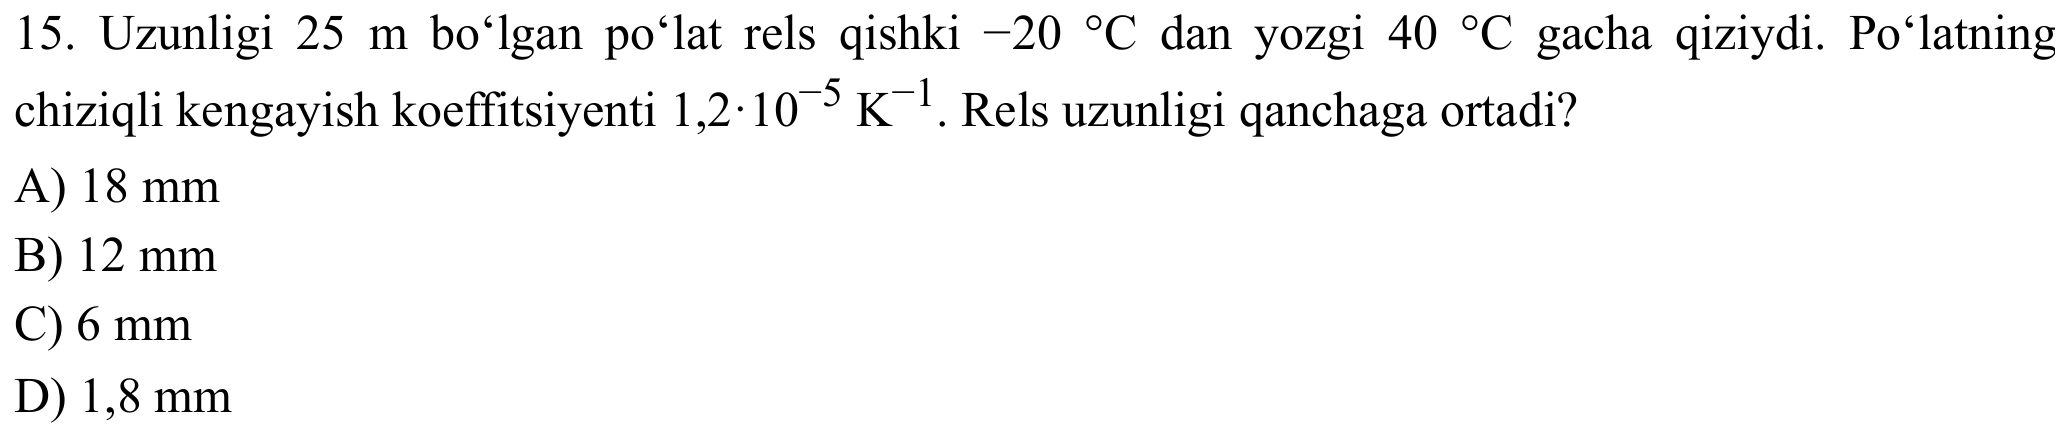 15. Uzunligi 25 m bo‘lgan po‘lat rels qishki −20 °C dan yozgi 40 °C gacha qiziydi. Po‘latning
chiziqli kengayish koeffitsiyenti 1,2·10⁻⁵ K⁻¹. Rels uzunligi qanchaga ortadi?
A) 18 mm
B) 12 mm
C) 6 mm
D) 1,8 mm